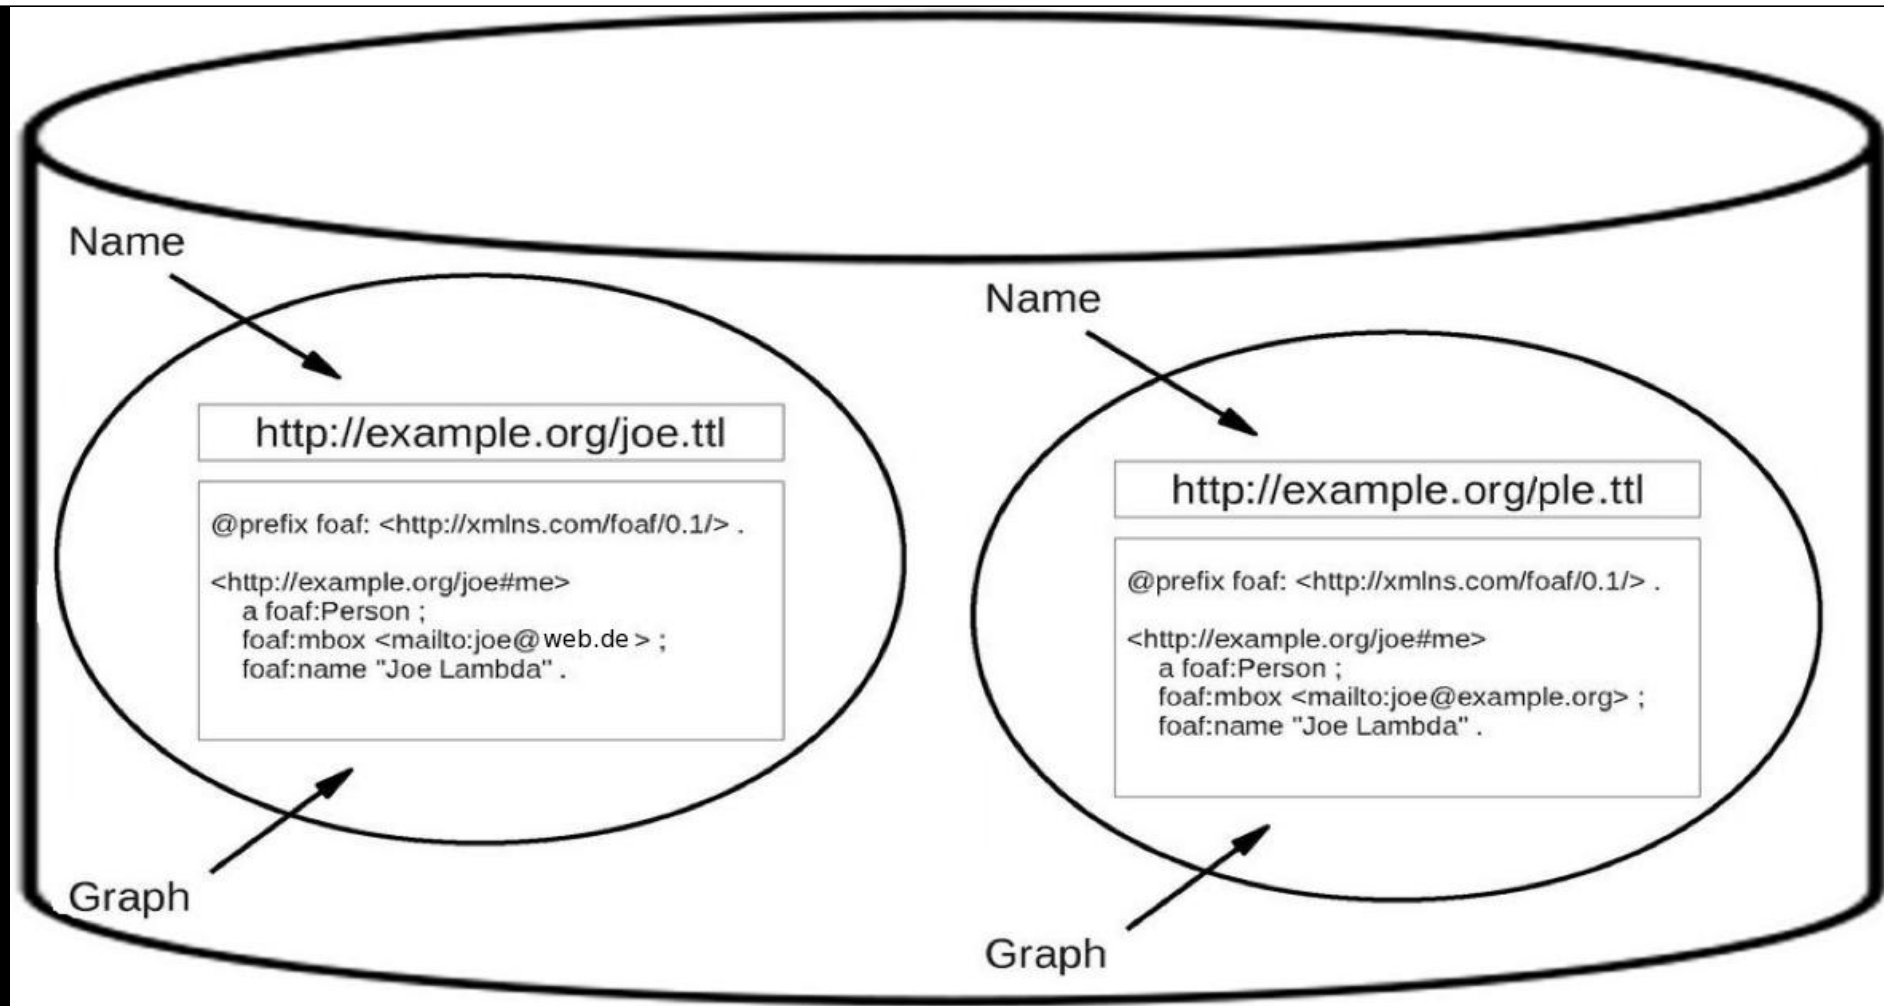 Name
http://example.org/joe.ttl
@prefix foaf: <http://xmlns.com/foaf/0.1/> .
<http://example.org/joe#me>
a foaf:Person ;
foaf:mbox <mailto:joe@web.de > ;
foaf:name "Joe Lambda" .
Graph
Name
http://example.org/ple.ttl
@prefix foaf: <http://xmlns.com/foaf/0.1/> .
<http://example.org/joe#me>
a foaf:Person ;
foaf:mbox <mailto:joe@example.org> ;
foaf:name "Joe Lambda" .
Graph